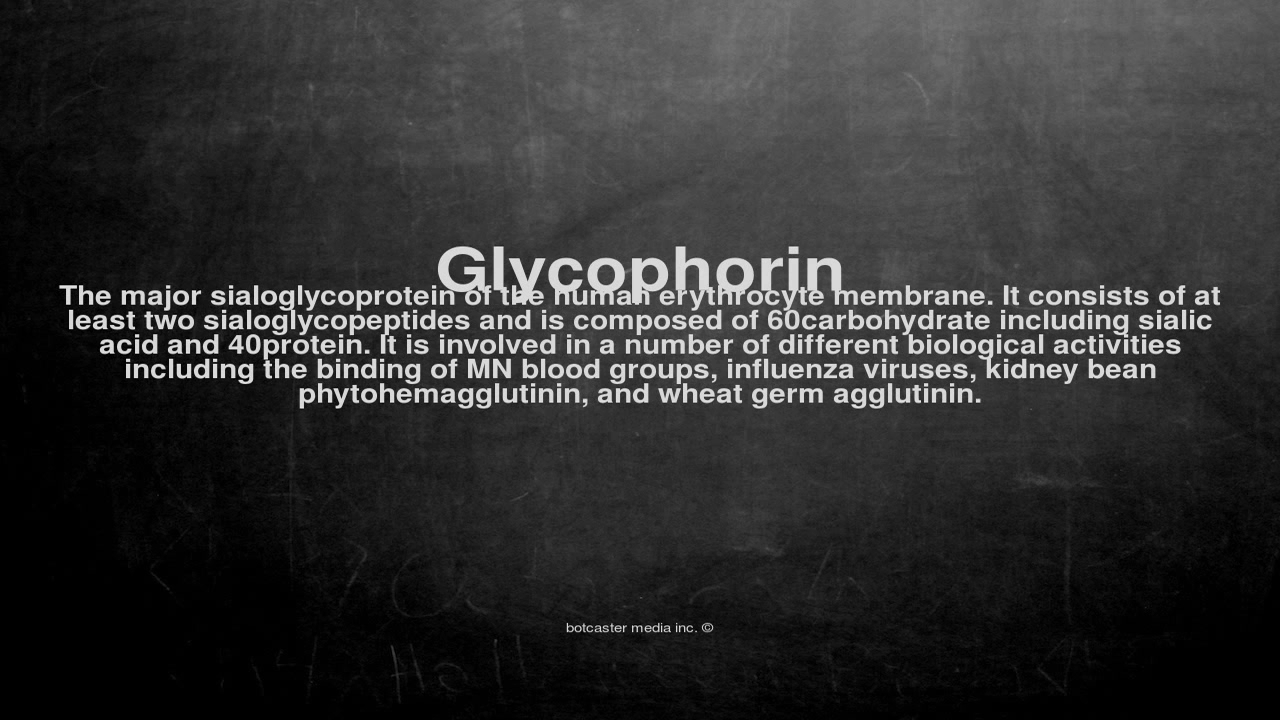 Glycophorin
The major sialoglycoprotein of the human erythrocyte membrane. It consists of at
least two sialoglycopeptides and is composed of 60carbohydrate including sialic
acid and 40protein. It is involved in a number of different biological activities
including the binding of MN blood groups, influenza viruses, kidney bean
phytohemagglutinin, and wheat germ agglutinin.
botcaster media inc. ©